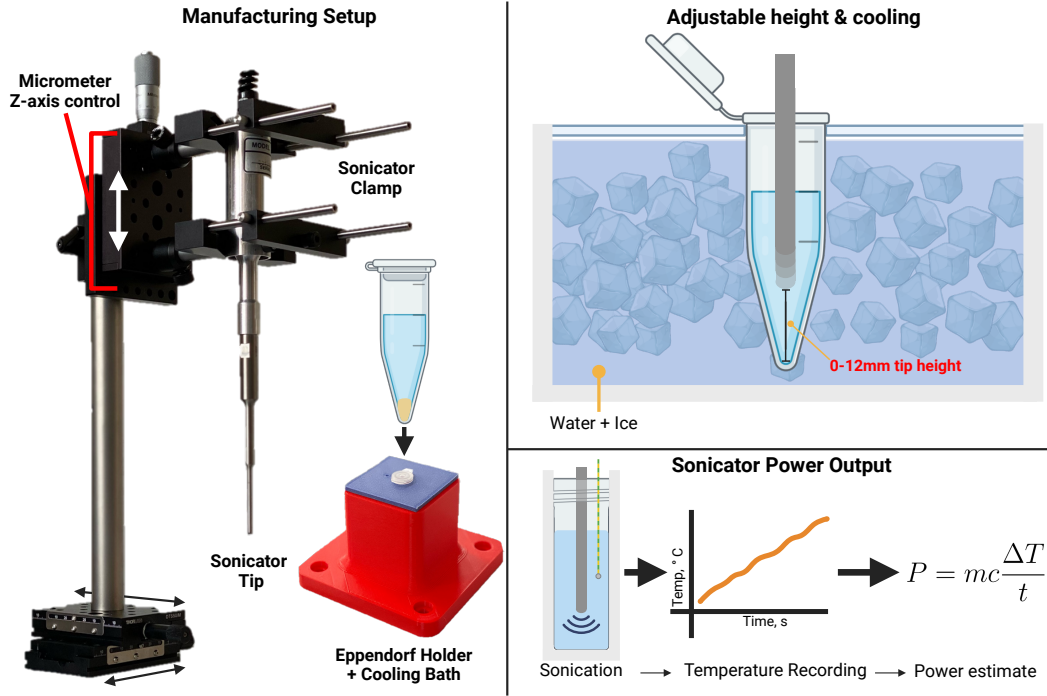 Manufacturing Setup
Micrometer
Z-axis control
MODEL
Sonicator
Clamp
Sonicator
Tip
Eppendorf Holder
+ Cooling Bath
Adjustable height & cooling
0-12mm tip height
Water + Ice
Sonicator Power Output
Temp, °C
Time, s
P = mc ΔT/t
Sonication
Temperature Recording
Power estimate